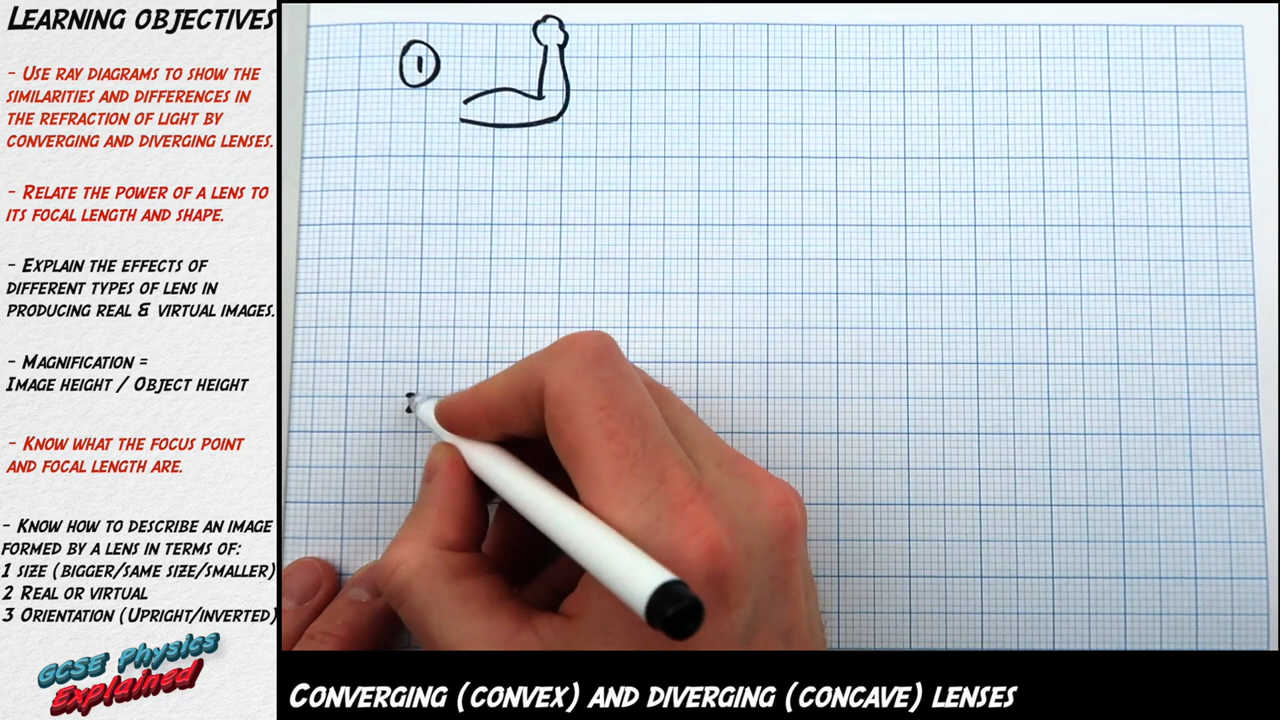 LEARNING OBJECTIVES
- USE RAY DIAGRAMS TO SHOW THE
SIMILARITIES AND DIFFERENCES IN
THE REFRACTION OF LIGHT BY
CONVERGING AND DIVERGING LENSES.
- RELATE THE POWER OF A LENS TO
ITS FOCAL LENGTH AND SHAPE.
- EXPLAIN THE EFFECTS OF
DIFFERENT TYPES OF LENS IN
PRODUCING REAL & VIRTUAL IMAGES.
- MAGNIFICATION =
IMAGE HEIGHT / OBJECT HEIGHT
- KNOW WHAT THE FOCUS POINT
AND FOCAL LENGTH ARE.
- KNOW HOW TO DESCRIBE AN IMAGE
FORMED BY A LENS IN TERMS OF:
1 SIZE (BIGGER/SAME SIZE/SMALLER)
2 REAL OR VIRTUAL
3 ORIENTATION (UPRIGHT/INVERTED)
GCSE Physics
Explained
1
CONVERGING (CONVEX) AND DIVERGING (CONCAVE) LENSES